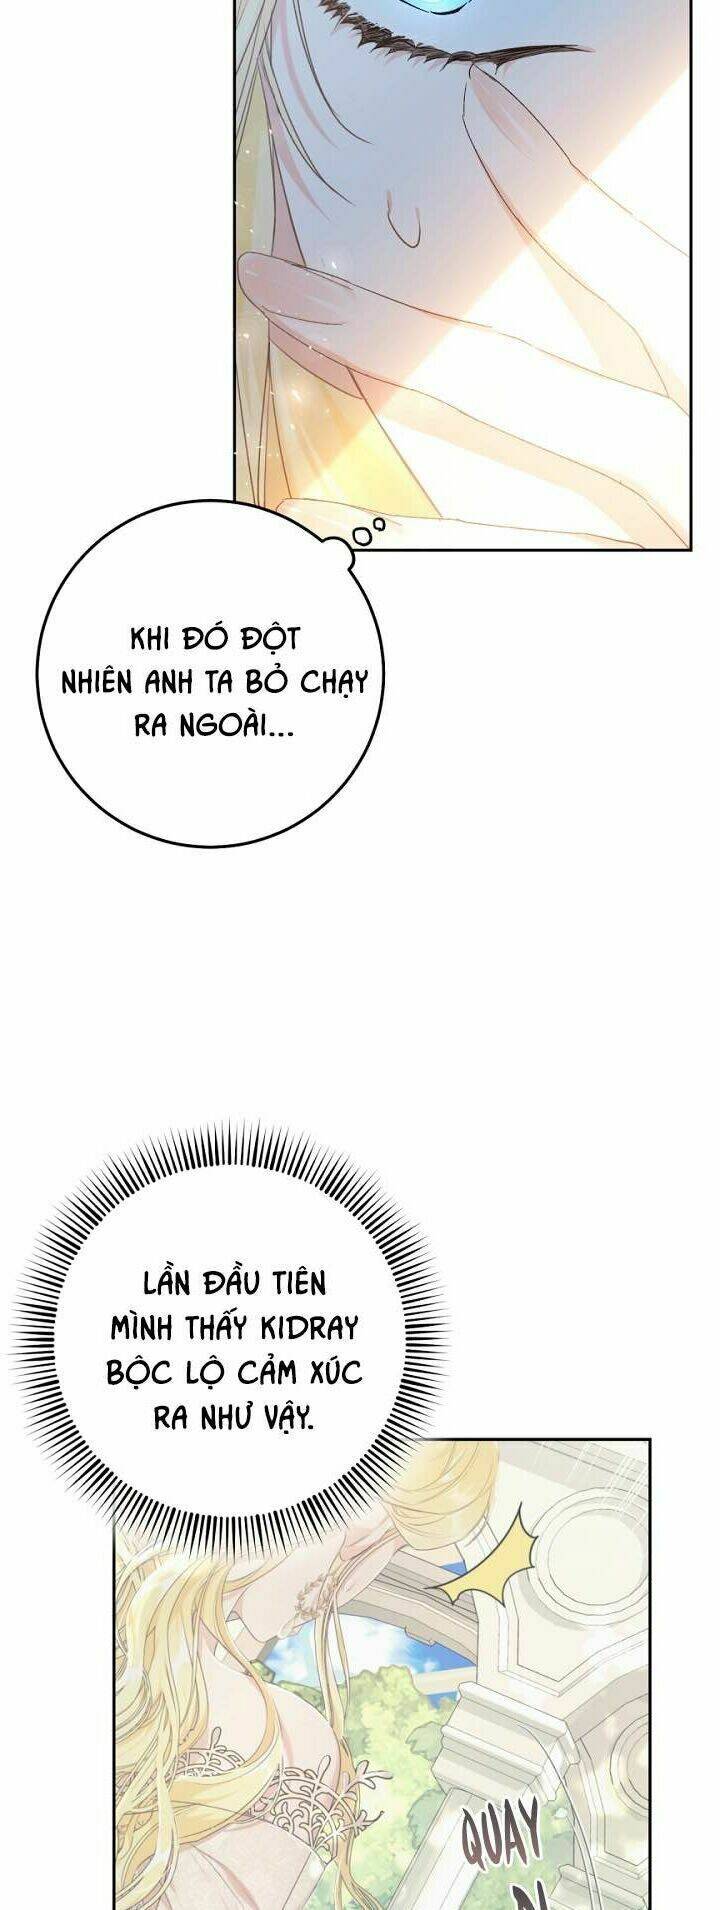 KHI ĐÓ ĐỘT
NHIÊN ANH TA BỎ CHẠY
RA NGOÀI...
LẦN ĐẦU TIÊN
MÌNH THẤY KIDRAY
BỘC LỘ CẢM XÚC
RA NHƯ VẬY.
QUAY